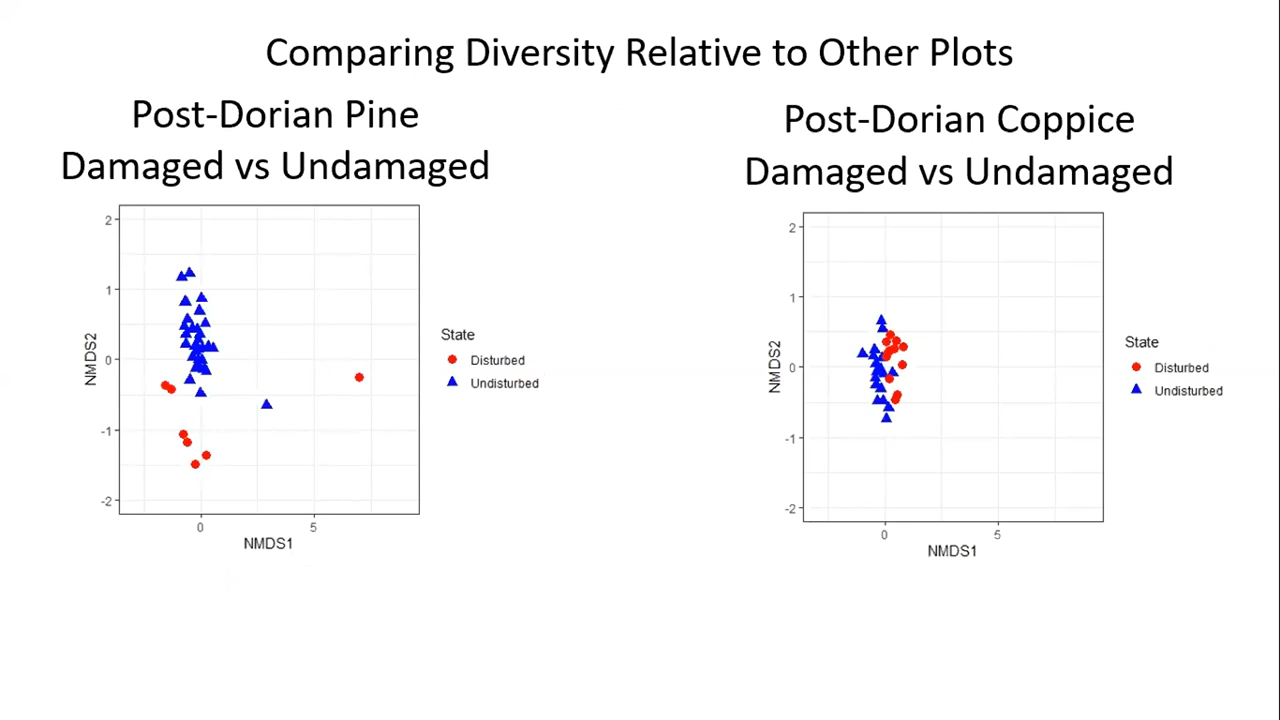 Comparing Diversity Relative to Other Plots
Post-Dorian Pine
Damaged vs Undamaged
2
1
0
-1
-2
NMDS2
0
5
NMDS1
State
Disturbed
Undisturbed
Post-Dorian Coppice
Damaged vs Undamaged
2
1
0
-1
-2
NMDS2
0
5
NMDS1
State
Disturbed
Undisturbed